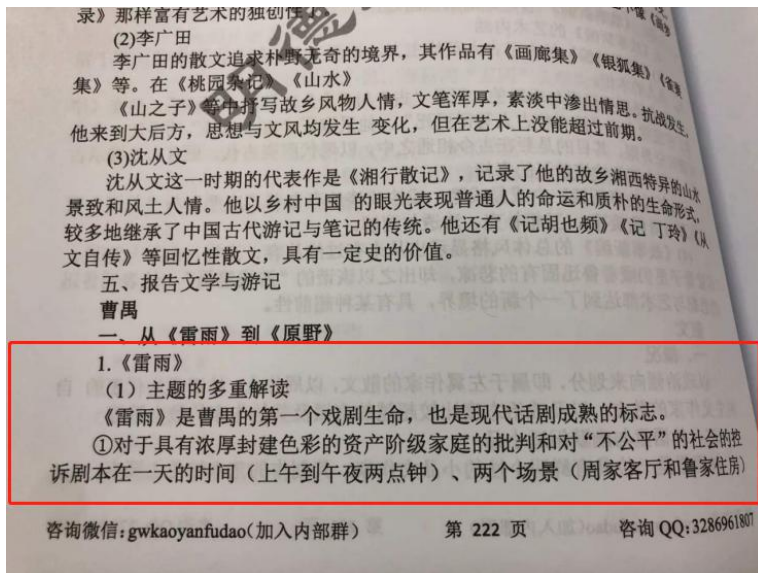 录》那样富有艺术的独创性》。
(2)李广田
李广田的散文追求朴野无奇的境界，其作品有《画廊集》《银狐集》《雀蓑
集》等。在《桃园杂记》《山水》
《山之子》等中抒写故乡风物人情，文笔浑厚，素淡中渗出情思。抗战发生，
他来到大后方，思想与文风均发生 变化，但在艺术上没能超过前期。
(3)沈从文
沈从文这一时期的代表作是《湘行散记》，记录了他的故乡湘西特异的山水
景致和风土人情。他以乡村中国 的眼光表现普通人的命运和质朴的生命形式，
较多地继承了中国古代游记与笔记的传统。他还有《记胡也频》《记 丁玲》《从
文自传》等回忆性散文，具有一定史的价值。
五、报告文学与游记
曹禺
一、从《雷雨》到《原野》
1.《雷雨》
（1）主题的多重解读
《雷雨》是曹禺的第一个戏剧生命，也是现代话剧成熟的标志。
①对于具有浓厚封建色彩的资产阶级家庭的批判和对“不公平”的社会的控
诉剧本在一天的时间（上午到午夜两点钟）、两个场景（周家客厅和鲁家住房）
咨询微信：gwkaoyanfudao（加入内部群） 第 222 页 咨询 QQ：3286961807